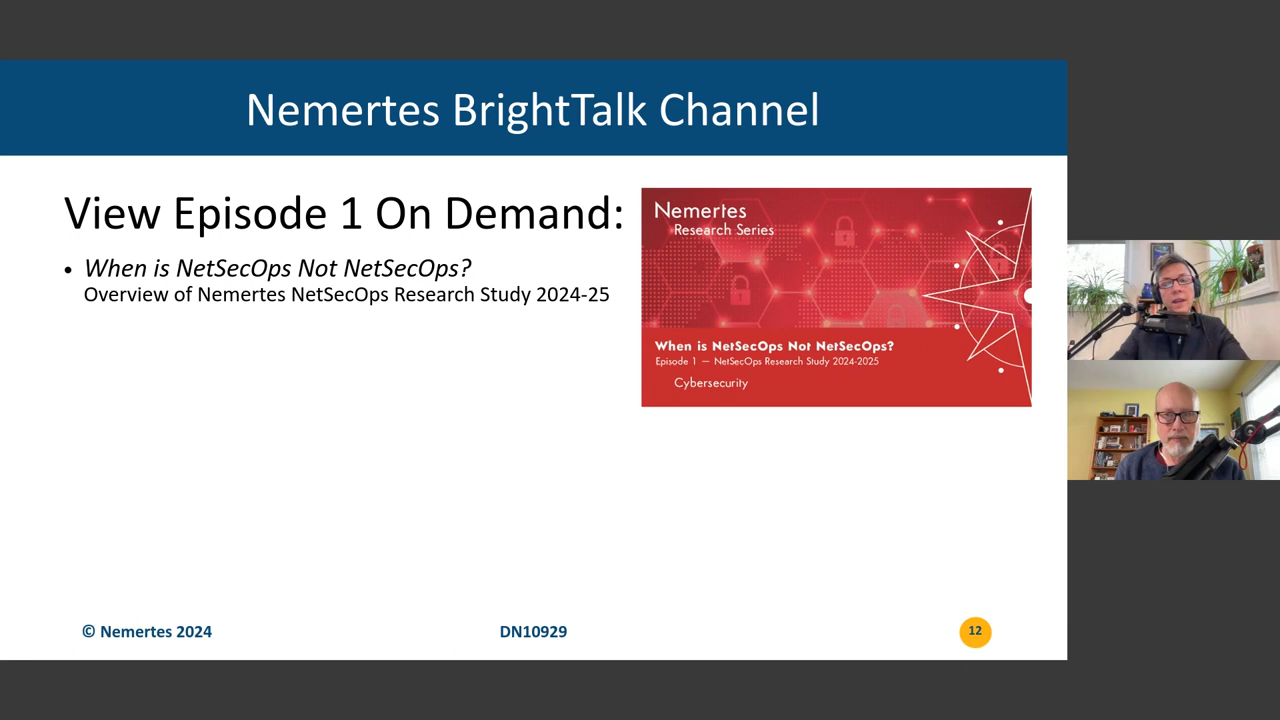 Nemertes BrightTalk Channel
View Episode 1 On Demand:
• When is NetSecOps Not NetSecOps?
Overview of Nemertes NetSecOps Research Study 2024-25
Nemertes
Research Series
When is NetSecOps Not NetSecOps?
Episode 1 — NetSecOps Research Study 2024-2025
Cybersecurity
© Nemertes 2024
DN10929
12